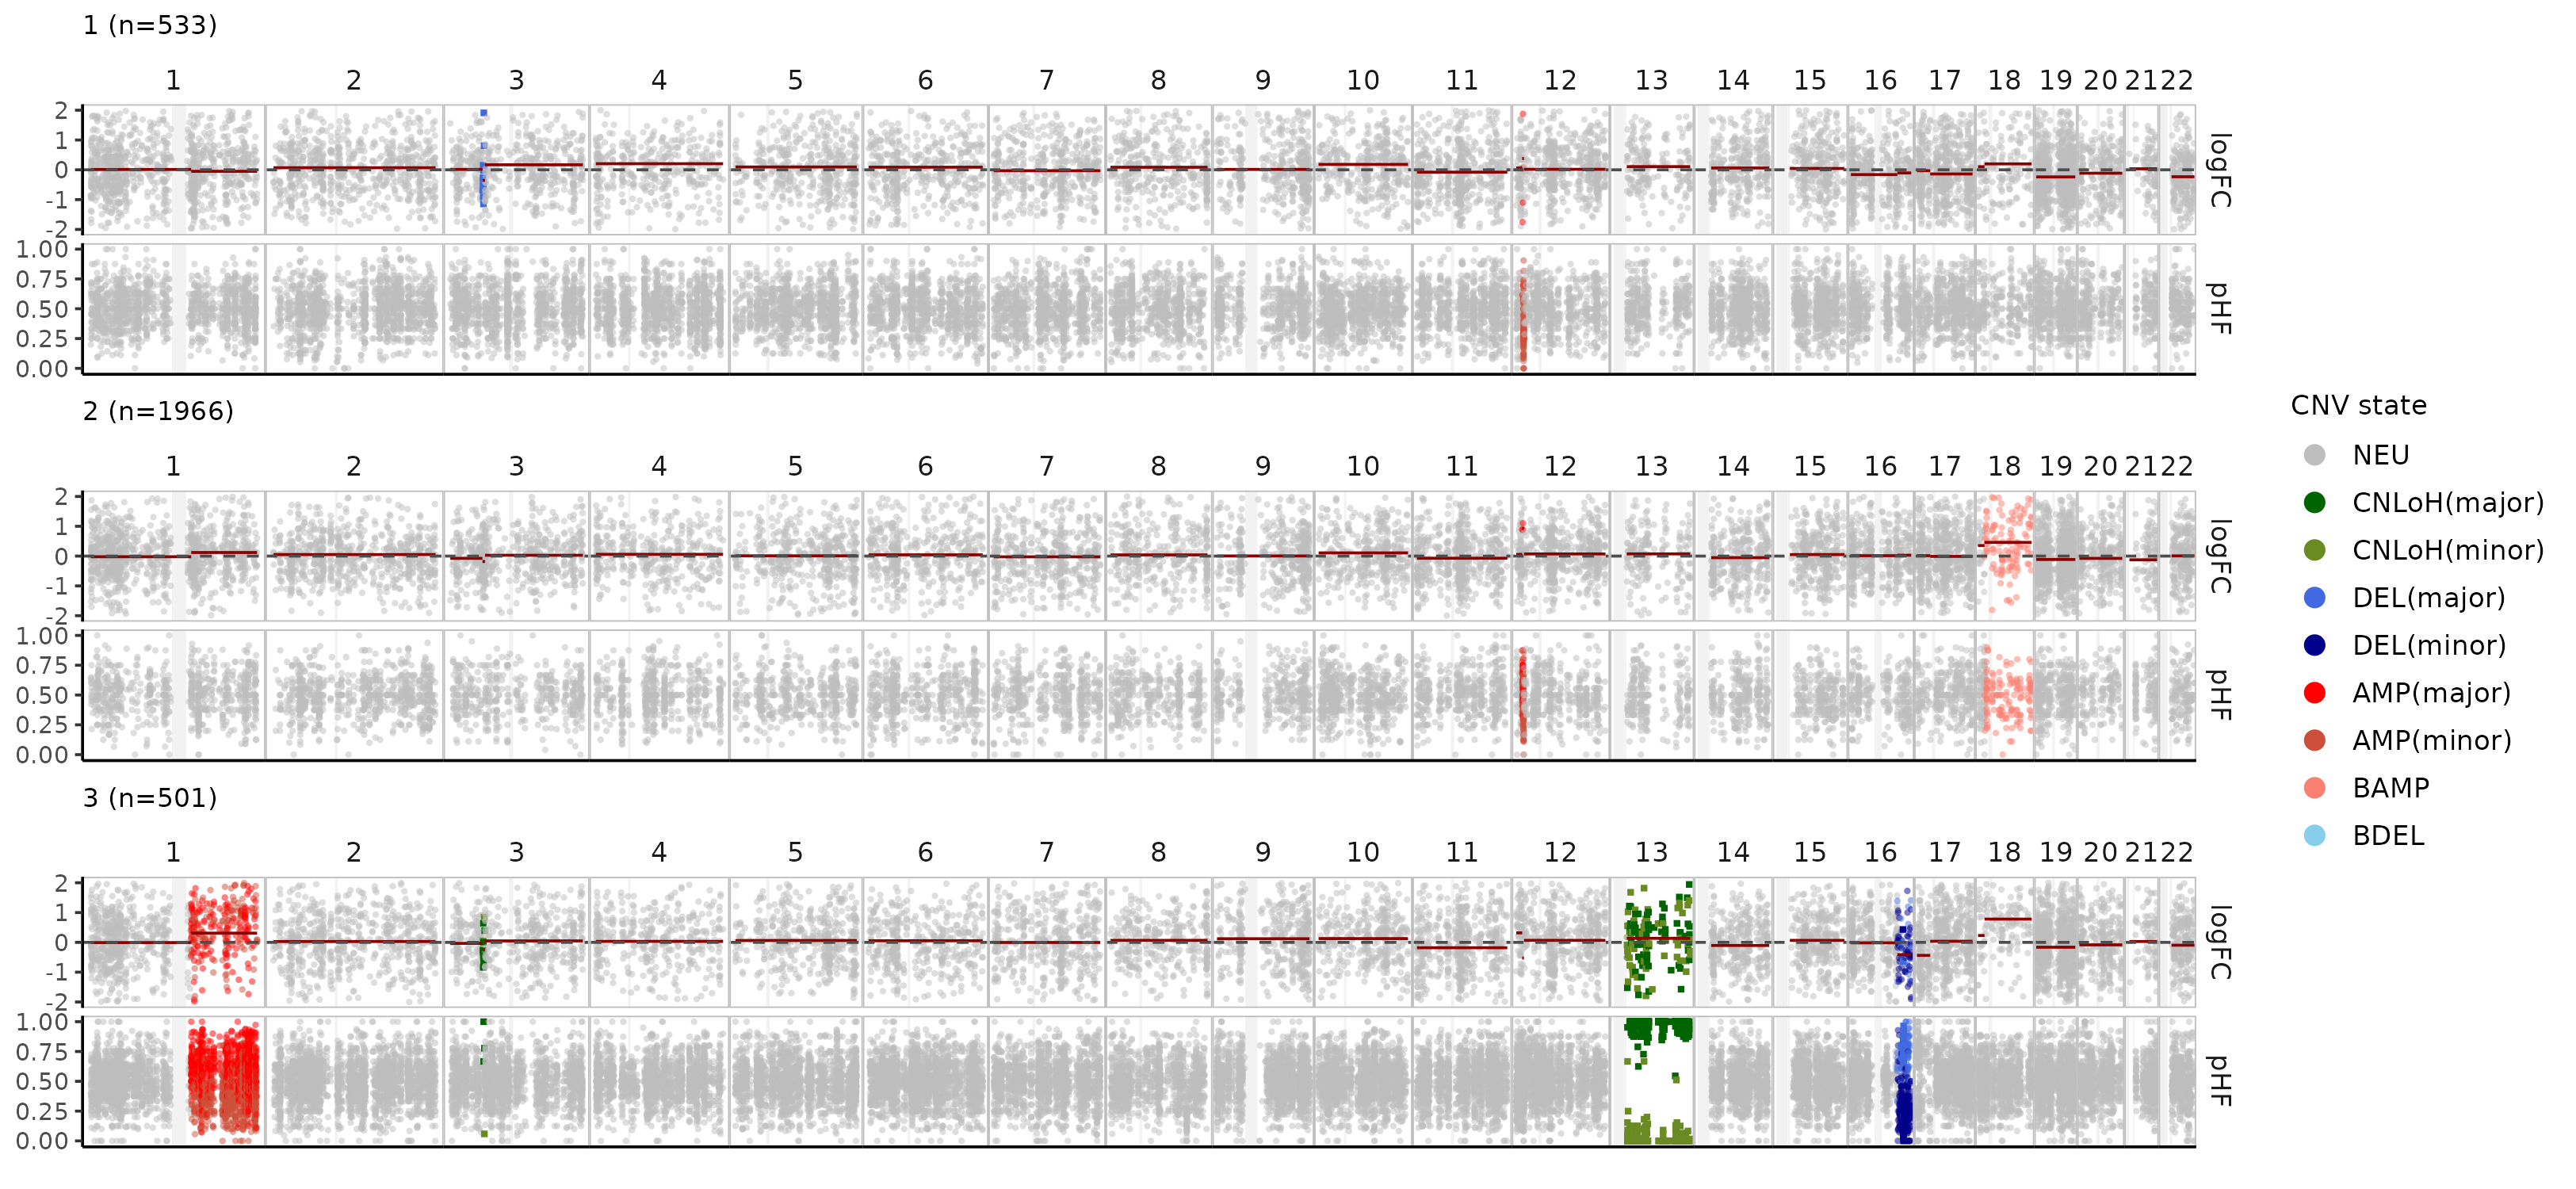 1 (n=533)
1 2 3 4 5 6 7 8 9 10 11 12 13 14 15 16 17 18 19 20 21 22
2
1
0
-1
-2
logFC
1.00
0.75
0.50
0.25
0.00
pHF
2 (n=1966)
1 2 3 4 5 6 7 8 9 10 11 12 13 14 15 16 17 18 19 20 21 22
2
1
0
-1
-2
logFC
1.00
0.75
0.50
0.25
0.00
pHF
3 (n=501)
1 2 3 4 5 6 7 8 9 10 11 12 13 14 15 16 17 18 19 20 21 22
2
1
0
-1
-2
logFC
1.00
0.75
0.50
0.25
0.00
pHF
CNV state
NEU
CNLoH(major)
CNLoH(minor)
DEL(major)
DEL(minor)
AMP(major)
AMP(minor)
BAMP
BDEL